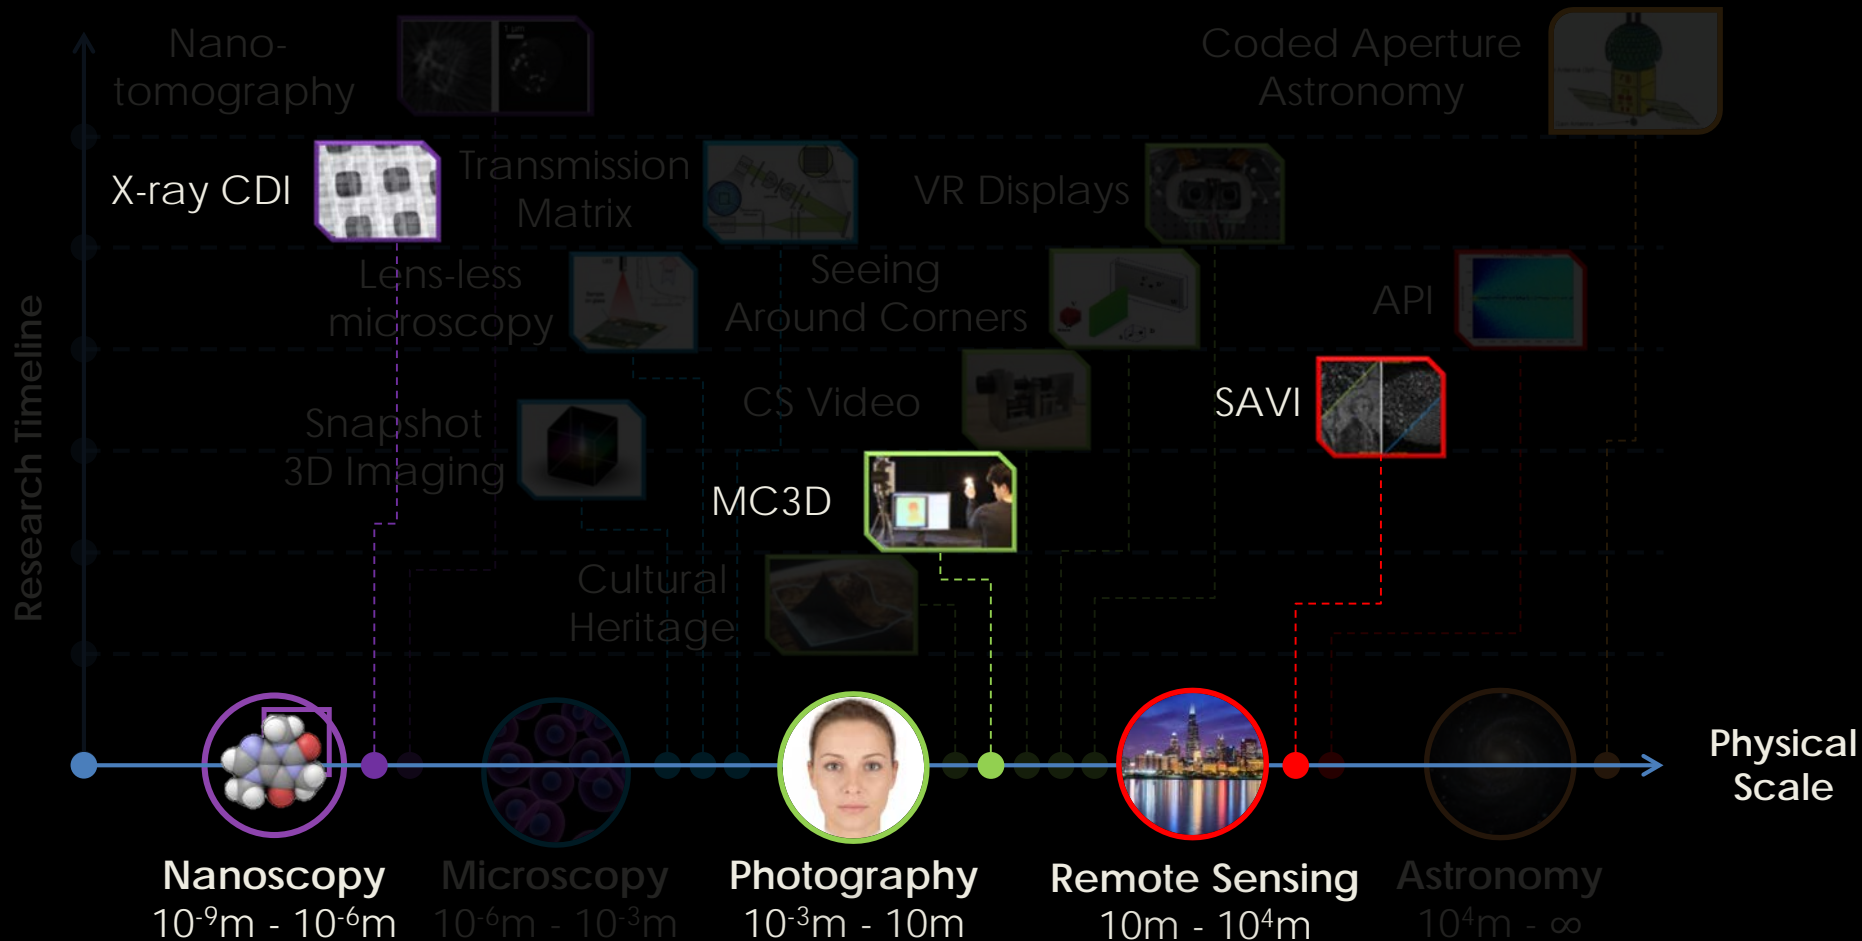 Nano-
tomography
Coded Aperture
Astronomy
X-ray CDI
Transmission
Matrix
VR Displays
Lens-less
microscopy
Seeing
Around Corners
API
Snapshot
3D Imaging
CS Video
SAVI
MC3D
Cultural
Heritage
Research Timeline
Physical
Scale
Nanoscopy
10⁻⁹m - 10⁻⁶m
Microscopy
10⁻⁶m - 10⁻³m
Photography
10⁻³m - 10m
Remote Sensing
10m - 10⁴m
Astronomy
10⁴m - ∞